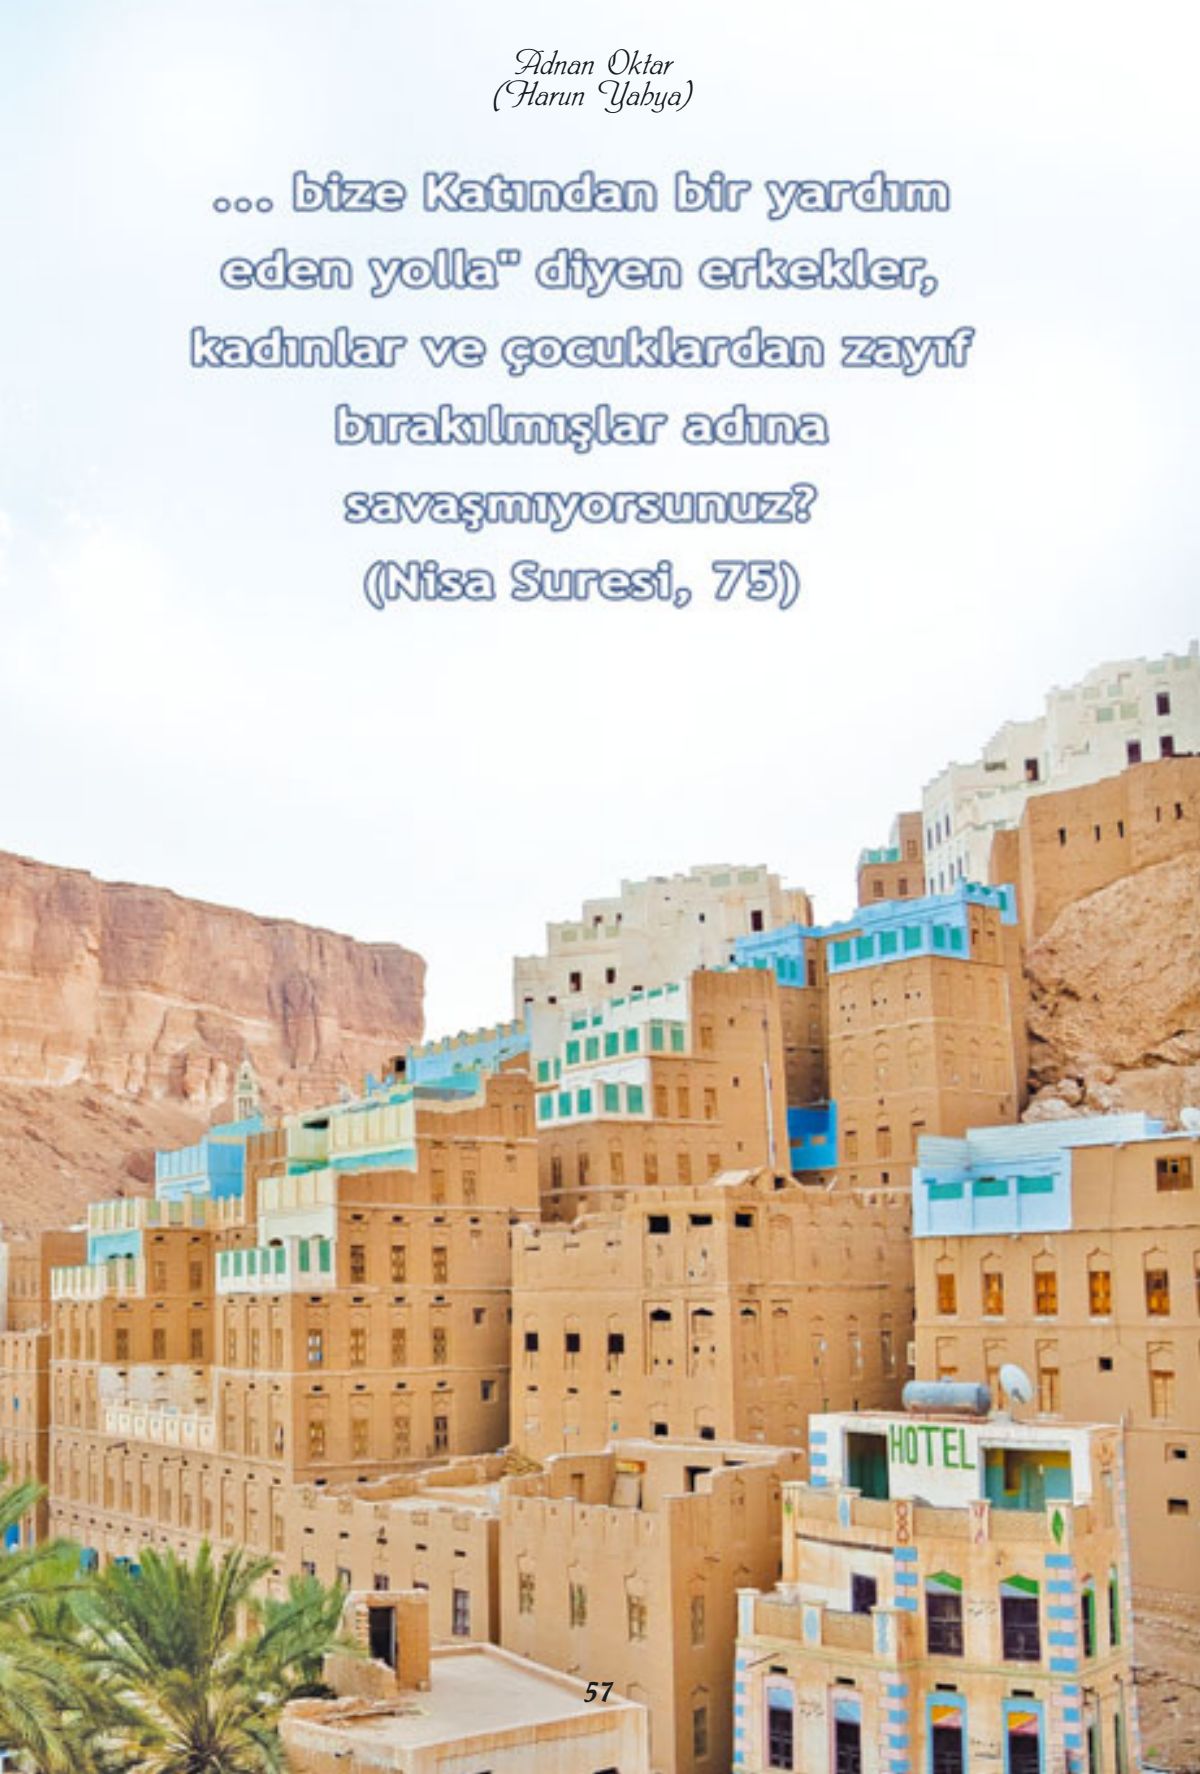 Adnan Oktar
(Harun Yahya)
... bize Katından bir yardım
eden yolla" diyen erkekler,
kadınlar ve çocuklardan zayıf
bırakılmışlar adına
savaşmıyorsunuz?
(Nisa Suresi, 75)
HOTEL
57